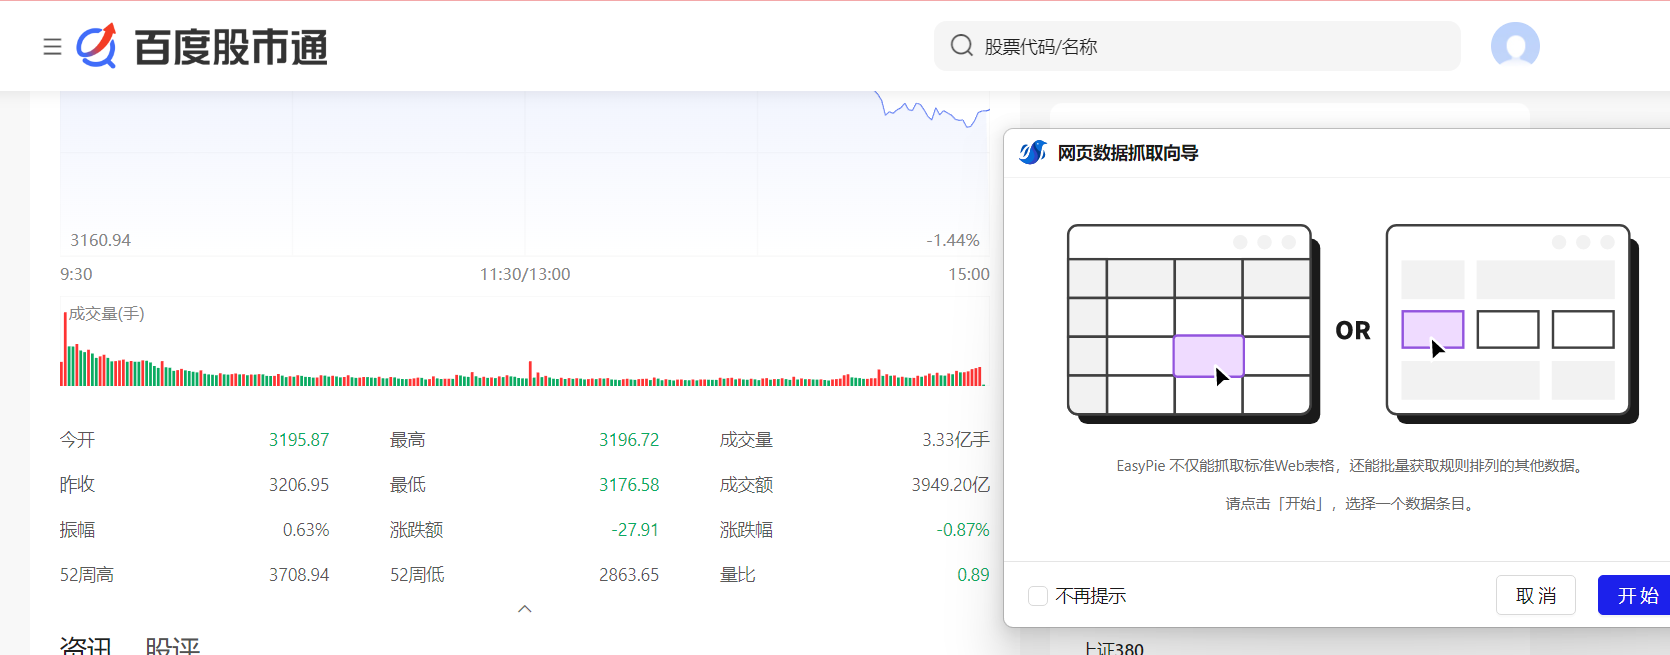 百度股市通
股票代码/名称
3160.94
-1.44%
9:30
11:30/13:00
15:00
成交量(手)
今开 3195.87 最高 3196.72 成交量 3.33亿手
昨收 3206.95 最低 3176.58 成交额 3949.20亿
振幅 0.63% 涨跌额 -27.91 涨跌幅 -0.87%
52周高 3708.94 52周低 2863.65 量比 0.89
资讯 股评
网页数据抓取向导
OR
EasyPie 不仅能抓取标准Web表格，还能批量获取规则排列的其他数据。
请点击「开始」，选择一个数据条目。
不再提示
取消
开始
上证380